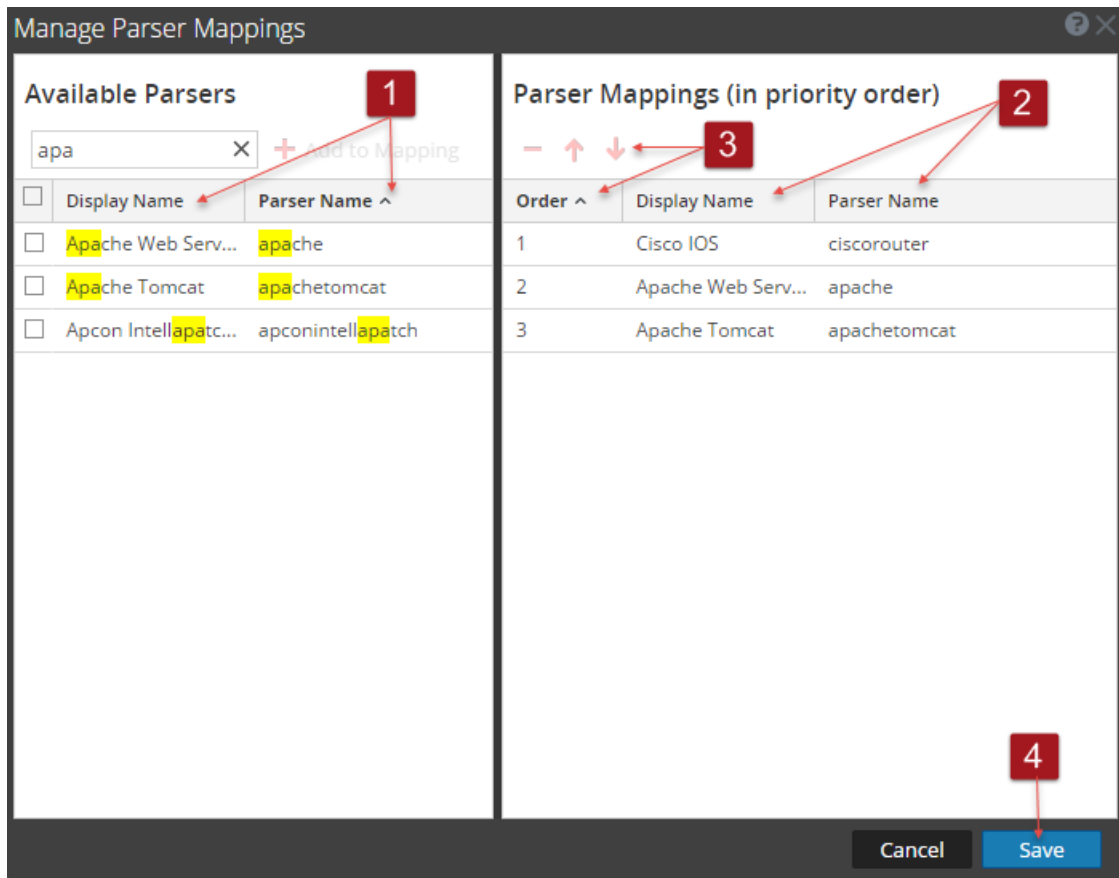 Manage Parser Mappings
Available Parsers
1
apa
Add to Mapping
Display Name Parser Name
Apache Web Serv... apache
Apache Tomcat apachetomcat
Apcon Intellapatc... apconintellapatch
Parser Mappings (in priority order)
2
3
Order Display Name Parser Name
1 Cisco IOS ciscorouter
2 Apache Web Serv... apache
3 Apache Tomcat apachetomcat
4
Cancel Save